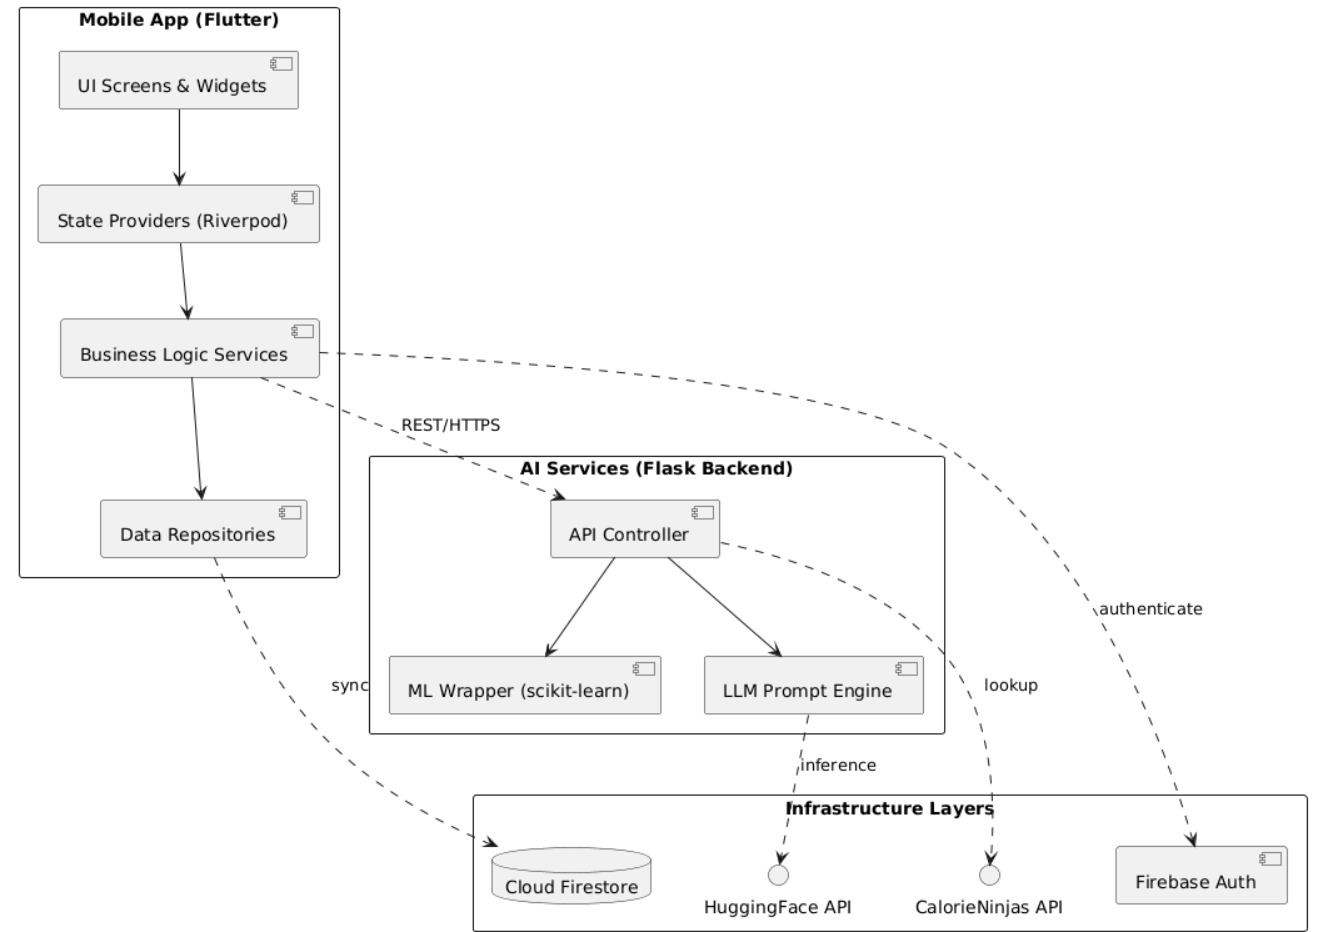 Mobile App (Flutter)
UI Screens & Widgets
State Providers (Riverpod)
Business Logic Services
REST/HTTPS
AI Services (Flask Backend)
Data Repositories
API Controller
authenticate
sync
ML Wrapper (scikit-learn)
LLM Prompt Engine
lookup
inference
Infrastructure Layers
Cloud Firestore
HuggingFace API
CalorieNinjas API
Firebase Auth